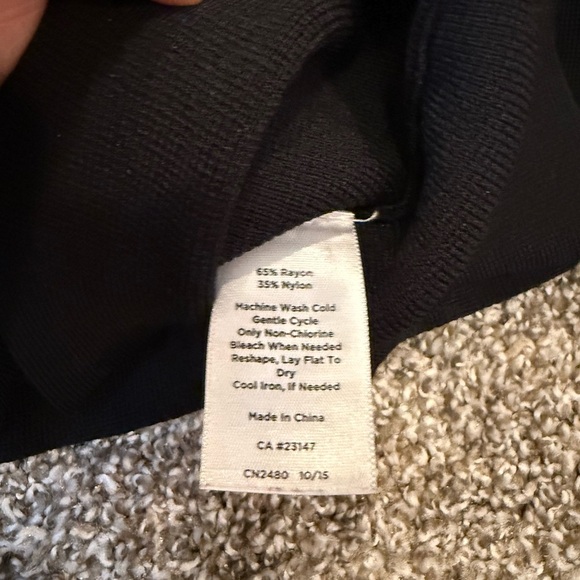 65% Rayon
35% Nylon
Machine Wash Cold
Gentle Cycle
Only Non-Chlorine
Bleach When Needed
Reshape, Lay Flat To
Dry
Cool Iron, If Needed
Made In China
CA #23147
CN2480 10/15